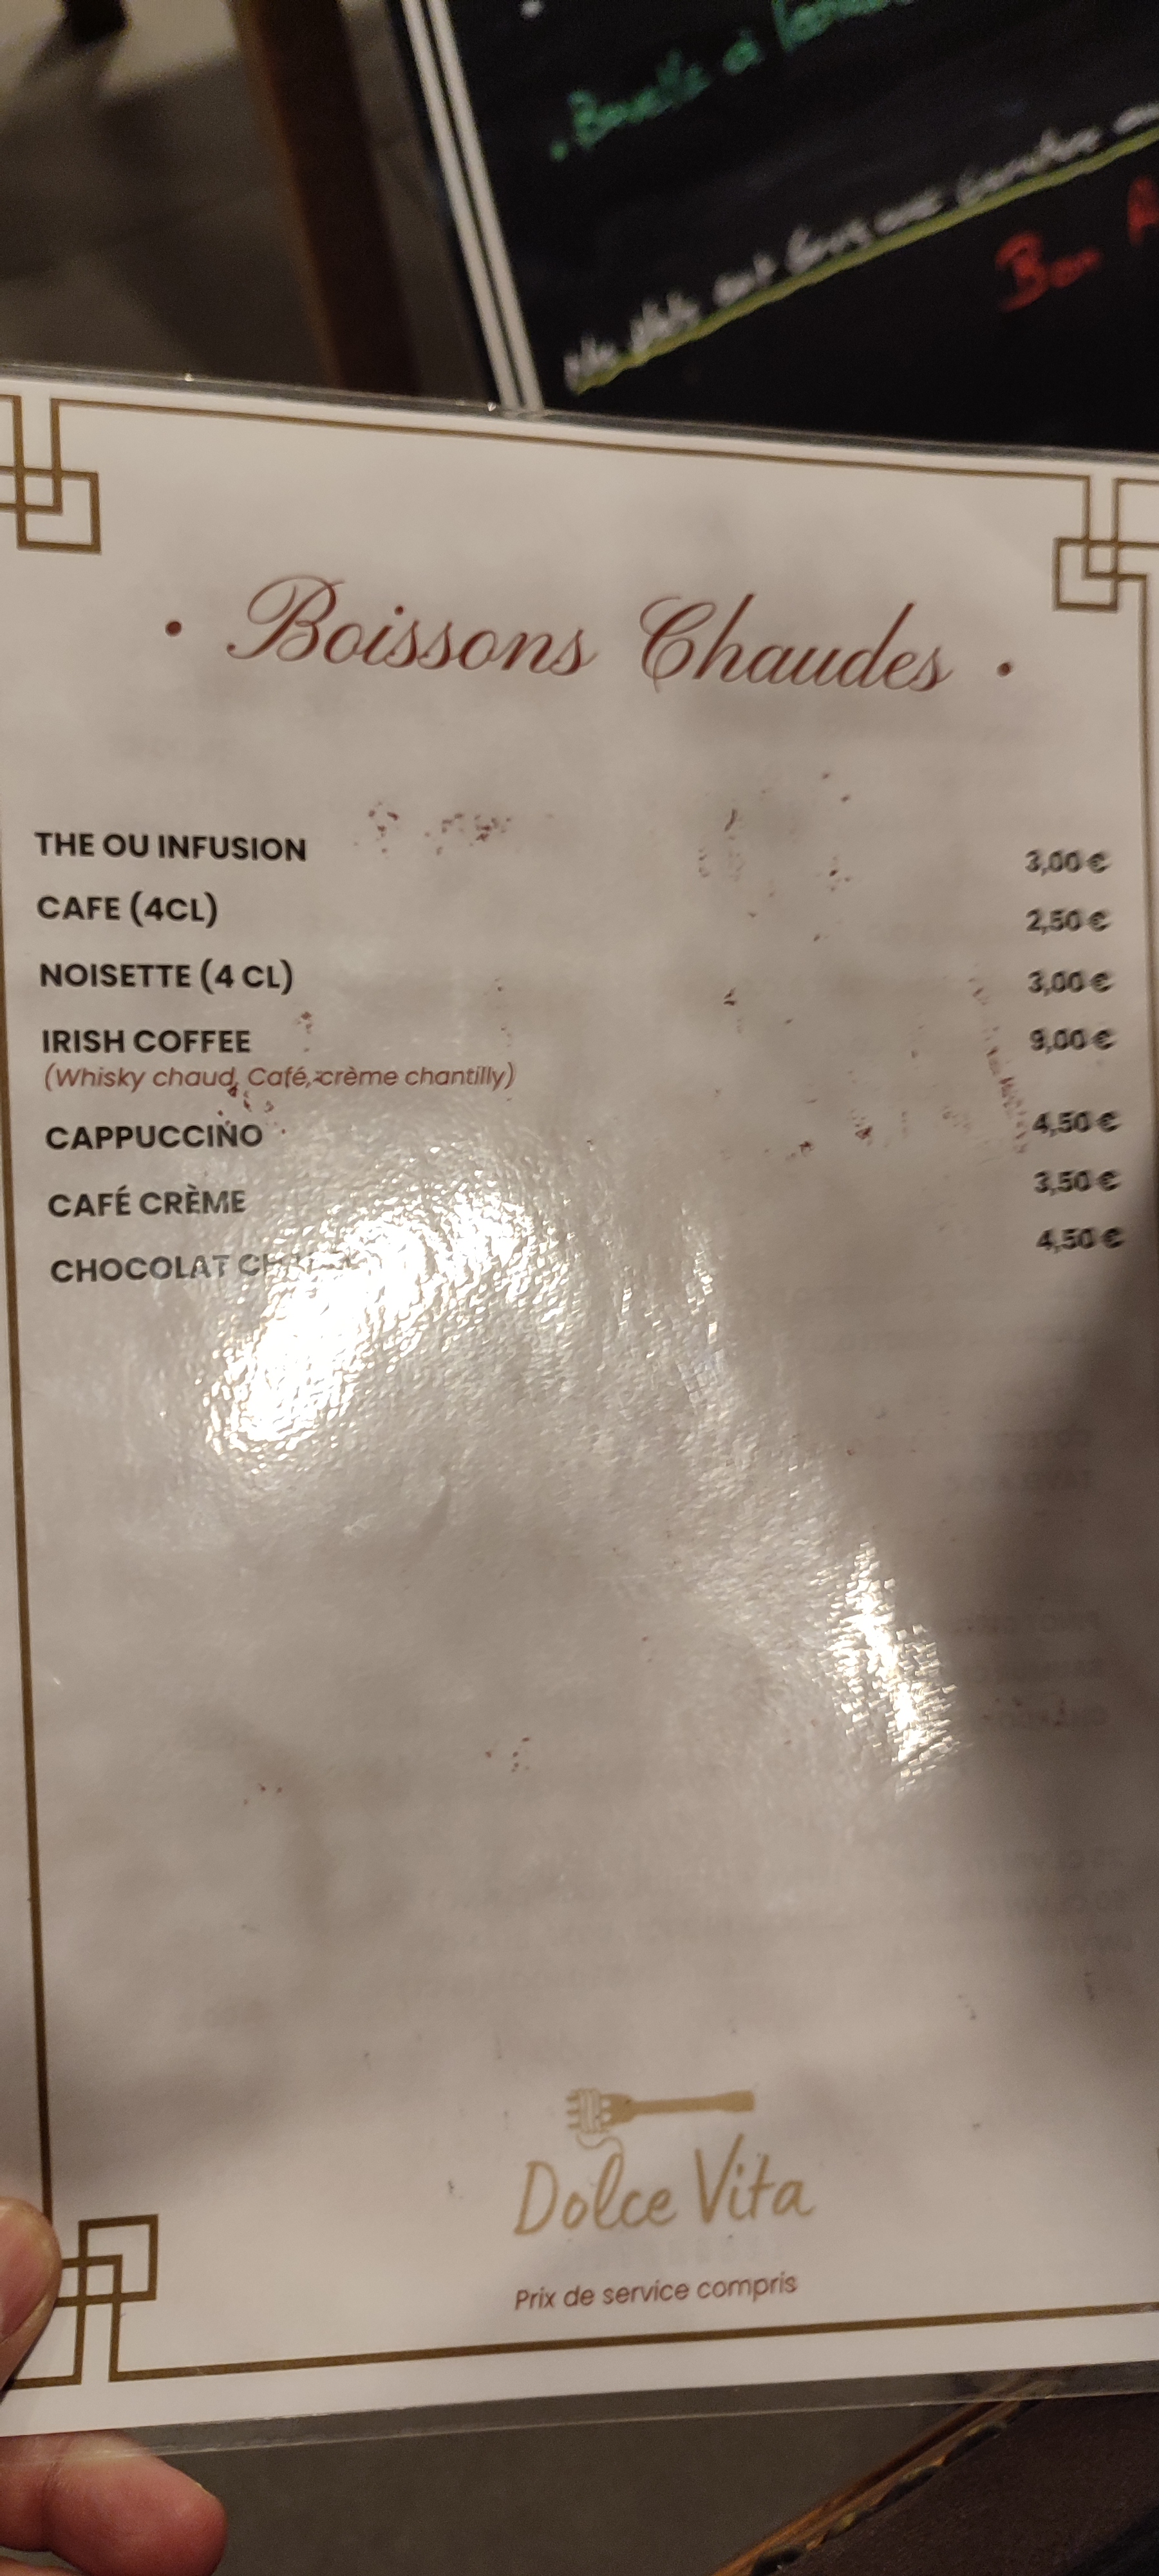 Bon
• Boissons Chaudes •
THE OU INFUSION 3,00 €
CAFE (4CL) 2,50 €
NOISETTE (4 CL) 3,00 €
IRISH COFFEE 9,00 €
(Whisky chaud, Café, crème chantilly)
CAPPUCCINO 4,50 €
CAFÉ CRÈME 3,50 €
CHOCOLAT 4,50 €
Dolce Vita
Prix de service compris